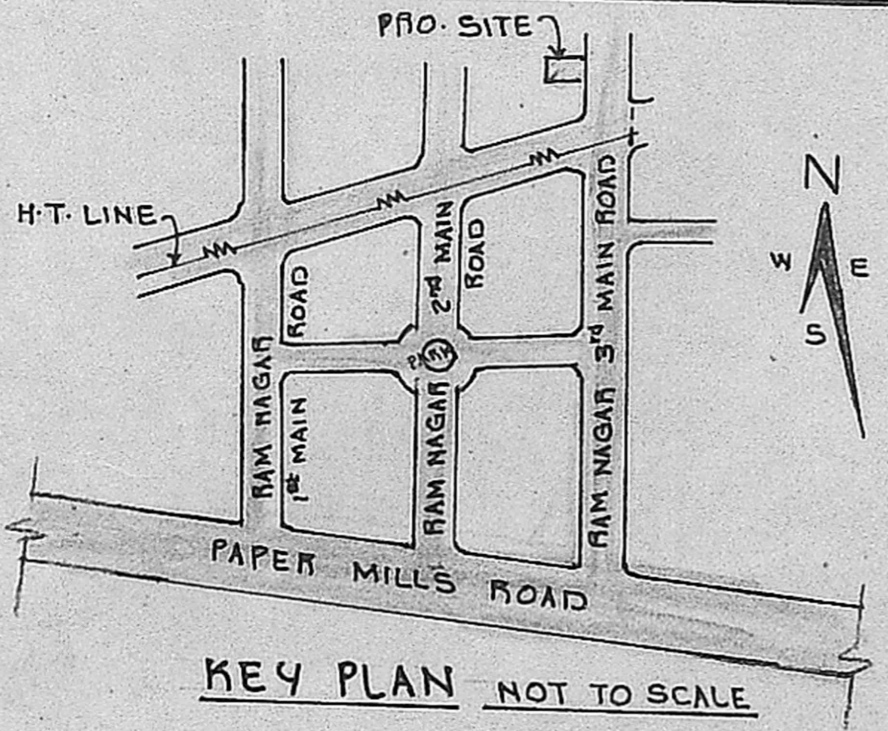 PRO. SITE
H.T. LINE
N
W E
S
RAM NAGAR
1st MAIN ROAD
RAM NAGAR
2nd MAIN
ROAD
RAM NAGAR 3rd MAIN ROAD
PARK
PAPER MILLS ROAD
KEY PLAN NOT TO SCALE